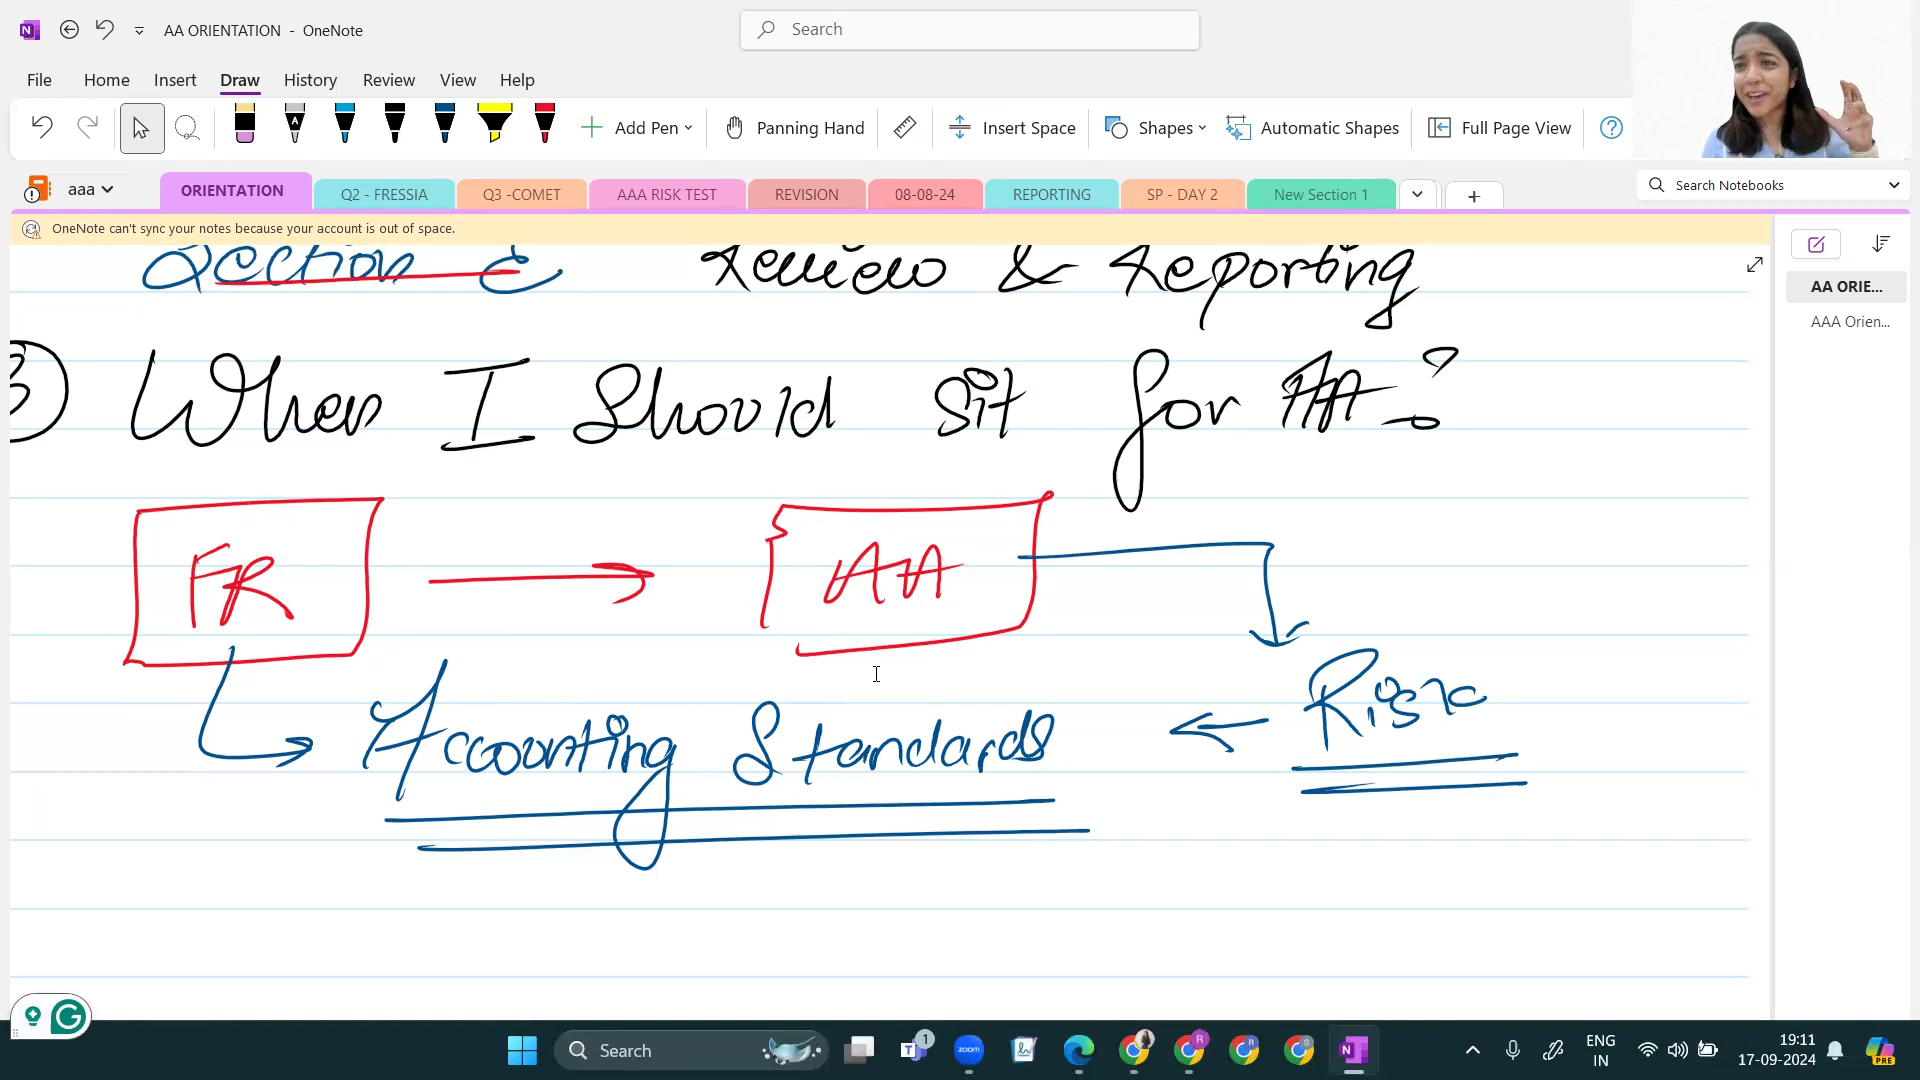 AA ORIENTATION - OneNote
Search
File Home Insert Draw History Review View Help
Add Pen Panning Hand Insert Space Shapes Automatic Shapes Full Page View
aaa ORIENTATION Q2 - FRESSIA Q3 -COMET AAA RISK TEST REVISION 08-08-24 REPORTING SP - DAY 2 New Section 1 Search Notebooks
OneNote can't sync your notes because your account is out of space.
AA ORIE...
AAA Orien...
Section E Review & Reporting
3 When I Should Sit for AA?
FR AA
Accounting Standards Risk
Search
1
zoom
R
S
ENG
IN
19:11
17-09-2024
PRE